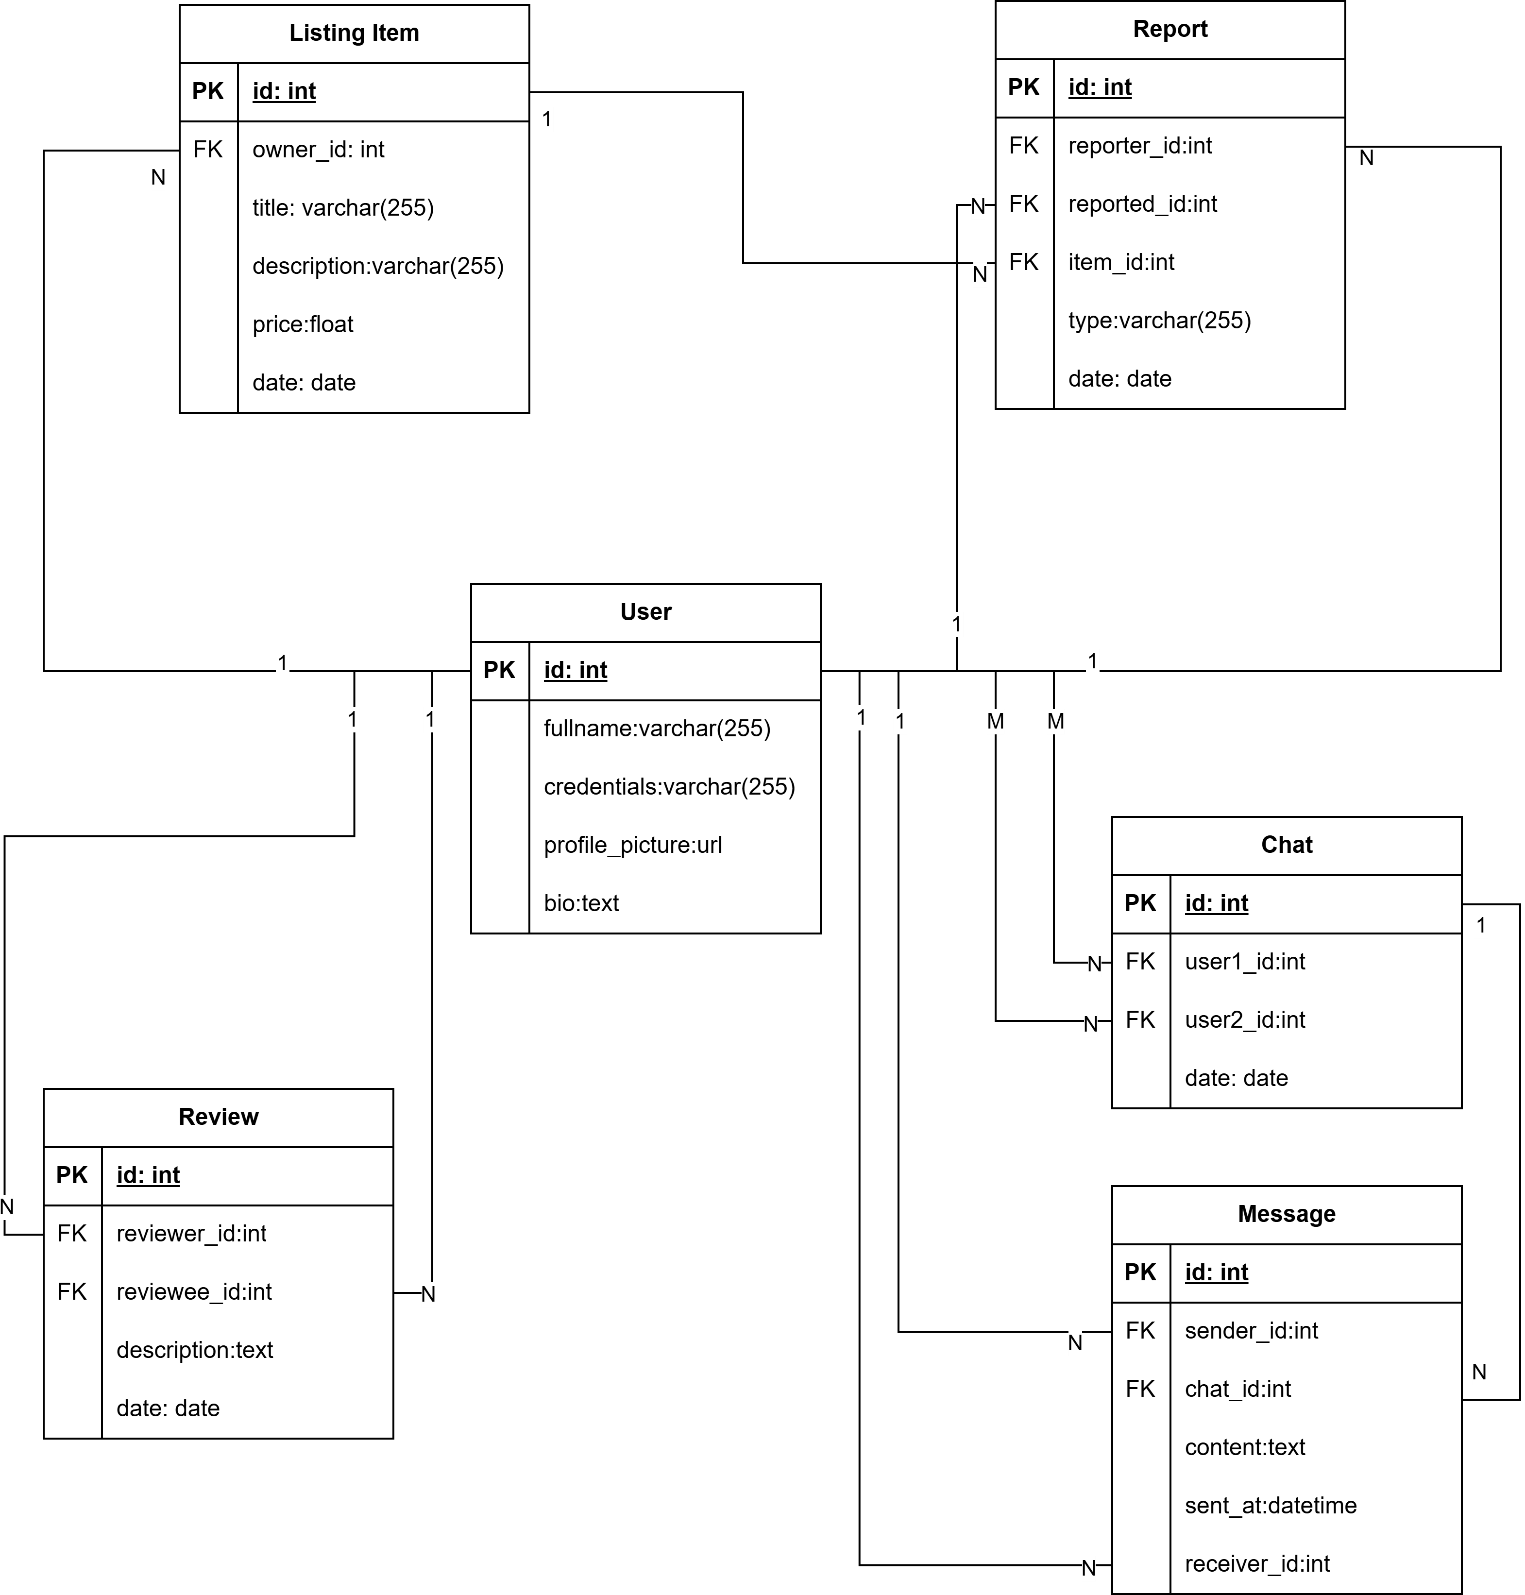 Listing Item
PK id: int
FK owner_id: int
title: varchar(255)
description:varchar(255)
price:float
date: date
1
N
Report
PK id: int
FK reporter_id:int
FK reported_id:int
FK item_id:int
type:varchar(255)
date: date
N
N
N
1
1
1
User
PK id: int
fullname:varchar(255)
credentials:varchar(255)
profile_picture:url
bio:text
1
1
1
1
M
M
Chat
PK id: int
FK user1_id:int
FK user2_id:int
date: date
1
N
N
Review
PK id: int
FK reviewer_id:int
FK reviewee_id:int
description:text
date: date
N
N
Message
PK id: int
FK sender_id:int
FK chat_id:int
content:text
sent_at:datetime
receiver_id:int
N
N
N